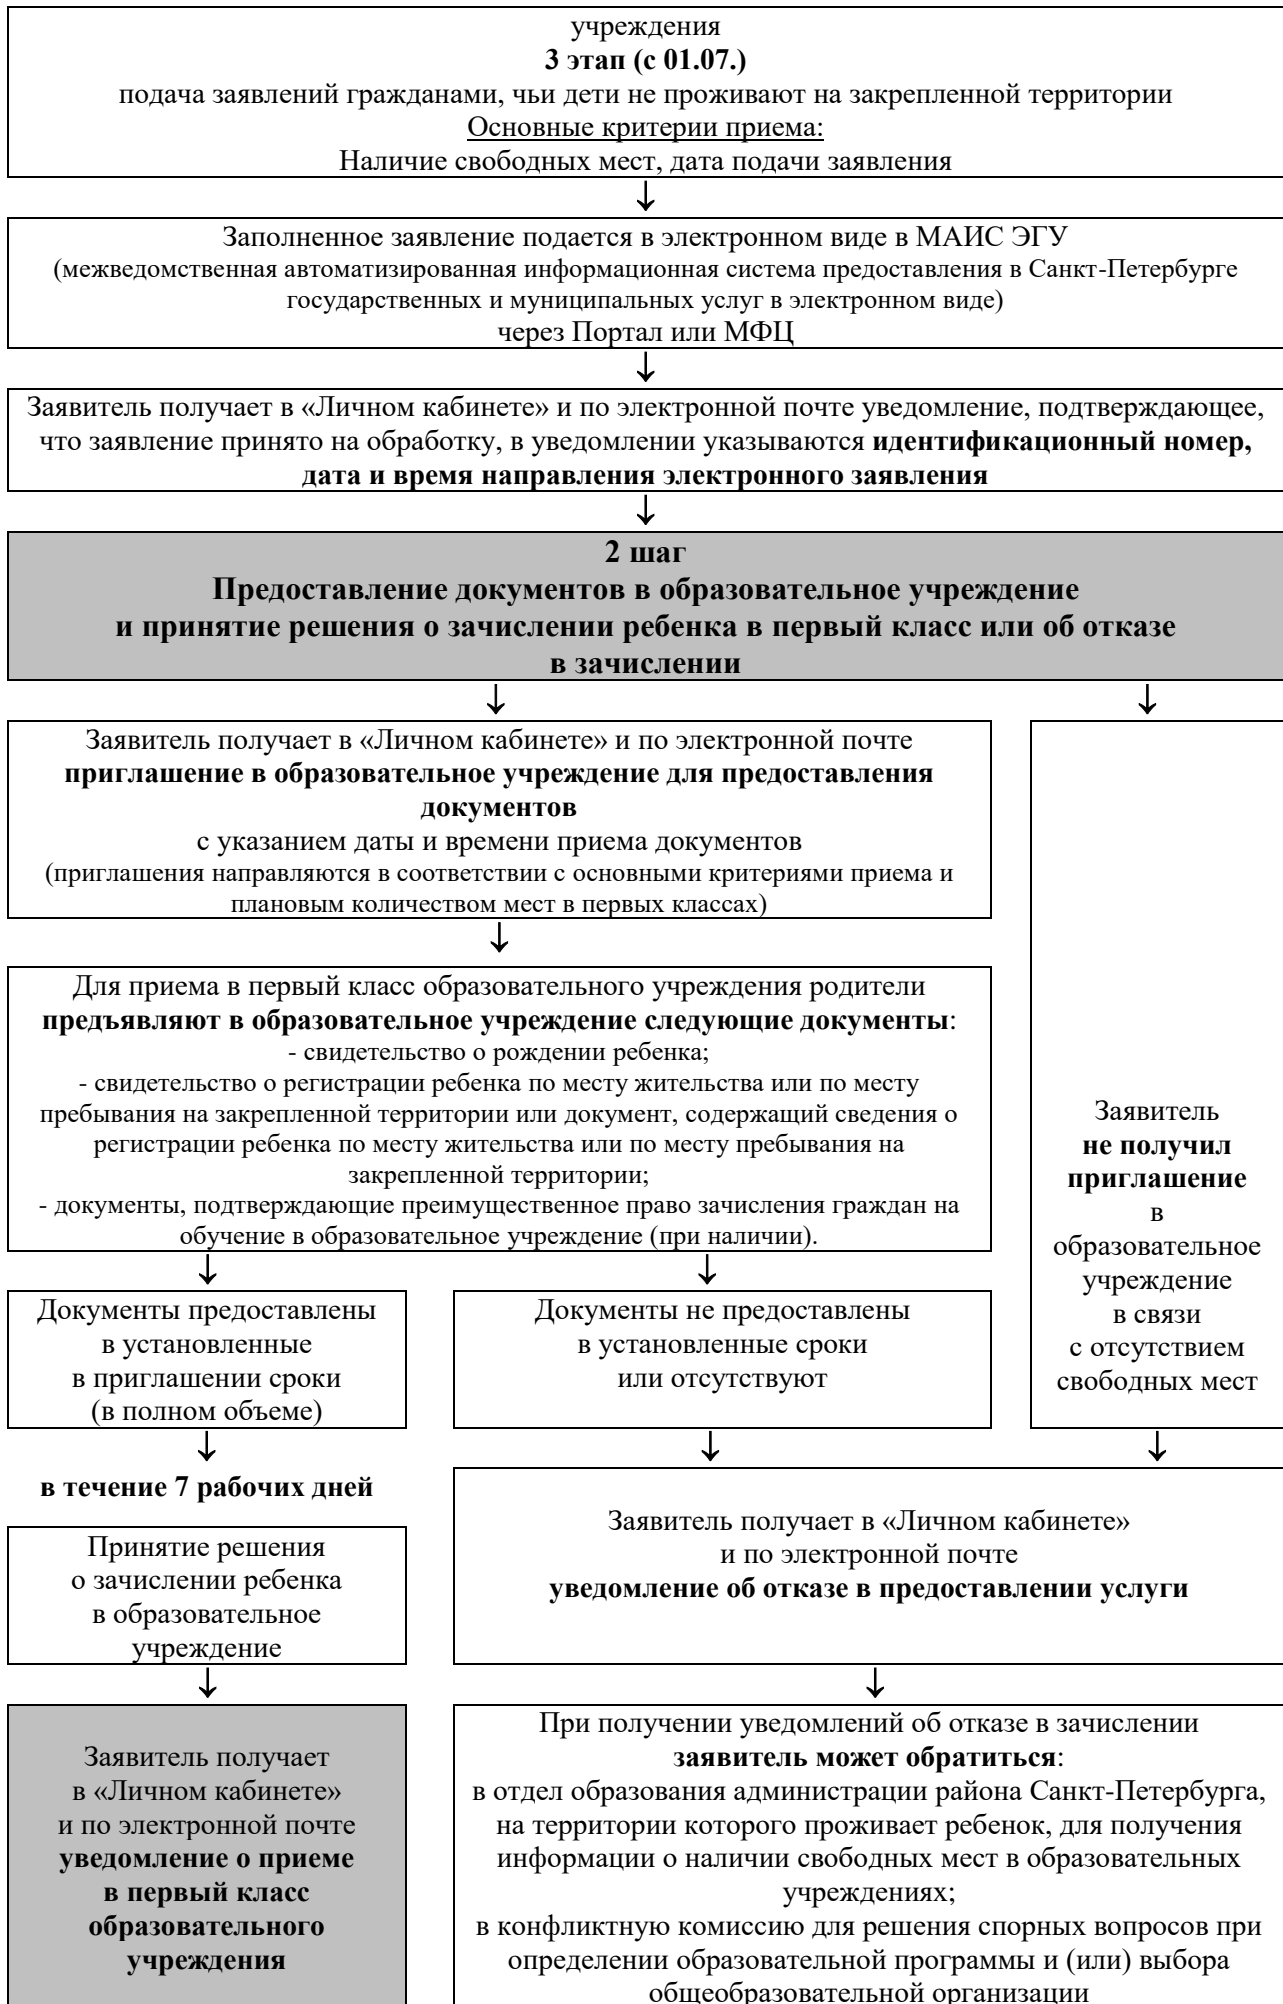 учреждения
3 этап (с 01.07.)
подача заявлений гражданами, чьи дети не проживают на закрепленной территории
Основные критерии приема:
Наличие свободных мест, дата подачи заявления
Заполненное заявление подается в электронном виде в МАИС ЭГУ
(межведомственная автоматизированная информационная система предоставления в Санкт-Петербурге
государственных и муниципальных услуг в электронном виде)
через Портал или МФЦ
Заявитель получает в «Личном кабинете» и по электронной почте уведомление, подтверждающее,
что заявление принято на обработку, в уведомлении указываются идентификационный номер,
дата и время направления электронного заявления
2 шаг
Предоставление документов в образовательное учреждение
и принятие решения о зачислении ребенка в первый класс или об отказе
в зачислении
Заявитель получает в «Личном кабинете» и по электронной почте
приглашение в образовательное учреждение для предоставления
документов
с указанием даты и времени приема документов
(приглашения направляются в соответствии с основными критериями приема и
плановым количеством мест в первых классах)
Для приема в первый класс образовательного учреждения родители
предъявляют в образовательное учреждение следующие документы:
- свидетельство о рождении ребенка;
- свидетельство о регистрации ребенка по месту жительства или по месту
пребывания на закрепленной территории или документ, содержащий сведения о
регистрации ребенка по месту жительства или по месту пребывания на
закрепленной территории;
- документы, подтверждающие преимущественное право зачисления граждан на
обучение в образовательное учреждение (при наличии).
Заявитель
не получил
приглашение
в
образовательное
учреждение
в связи
с отсутствием
свободных мест
Документы предоставлены
в установленные
в приглашении сроки
(в полном объеме)
Документы не предоставлены
в установленные сроки
или отсутствуют
в течение 7 рабочих дней
Принятие решения
о зачислении ребенка
в образовательное
учреждение
Заявитель получает в «Личном кабинете»
и по электронной почте
уведомление об отказе в предоставлении услуги
Заявитель получает
в «Личном кабинете»
и по электронной почте
уведомление о приеме
в первый класс
образовательного
учреждения
При получении уведомлений об отказе в зачислении
заявитель может обратиться:
в отдел образования администрации района Санкт-Петербурга,
на территории которого проживает ребенок, для получения
информации о наличии свободных мест в образовательных
учреждениях;
в конфликтную комиссию для решения спорных вопросов при
определении образовательной программы и (или) выбора
общеобразовательной организации